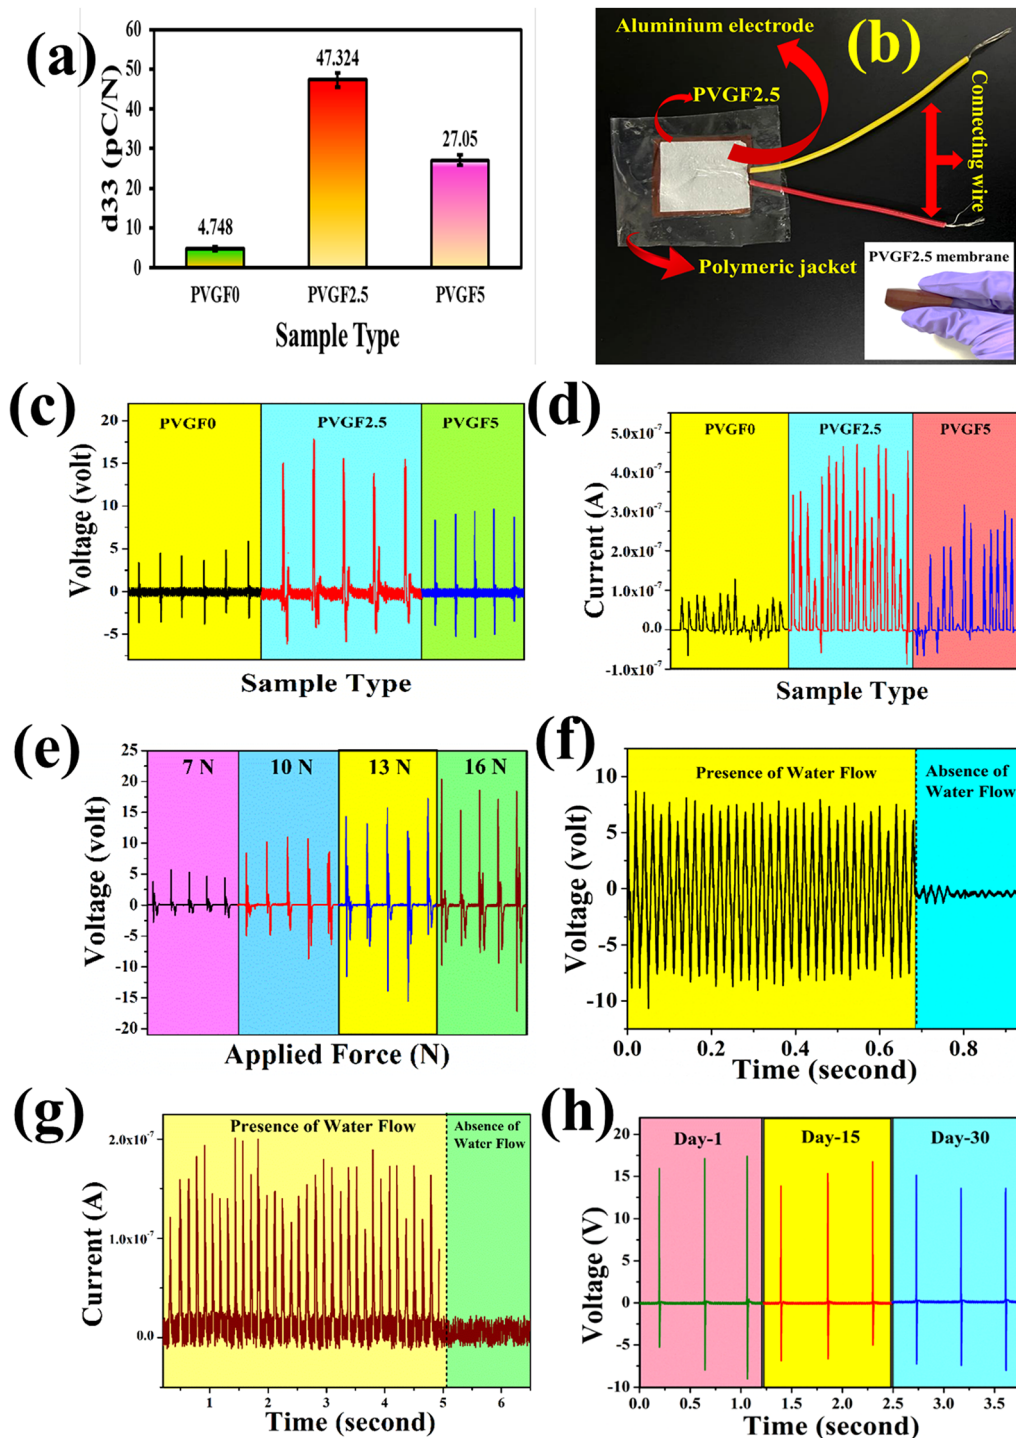 (a)
d33 (pC/N)
60
50
40
30
20
10
0
4.748
47.324
27.05
PVGF0
PVGF2.5
PVGF5
Sample Type
(b)
Aluminium electrode
PVGF2.5
Connecting wire
Polymeric jacket
PVGF2.5 membrane
(c)
Voltage (volt)
20
15
10
5
0
-5
PVGF0
PVGF2.5
PVGF5
Sample Type
(d)
Current (A)
5.0x10⁻⁷
4.0x10⁻⁷
3.0x10⁻⁷
2.0x10⁻⁷
1.0x10⁻⁷
0.0
-1.0x10⁻⁷
PVGF0
PVGF2.5
PVGF5
Sample Type
(e)
Voltage (volt)
25
20
15
10
5
0
-5
-10
-15
-20
7 N
10 N
13 N
16 N
Applied Force (N)
(f)
Voltage (volt)
10
5
0
-5
-10
Presence of Water Flow
Absence of
Water Flow
0.0
0.2
0.4
0.6
0.8
Time (second)
(g)
Current (A)
2.0x10⁻⁷
1.0x10⁻⁷
0.0
Presence of Water Flow
Absence of
Water Flow
1
2
3
4
5
6
Time (second)
(h)
Voltage (V)
20
15
10
5
0
-5
-10
Day-1
Day-15
Day-30
0.0
0.5
1.0
1.5
2.0
2.5
3.0
3.5
Time (second)